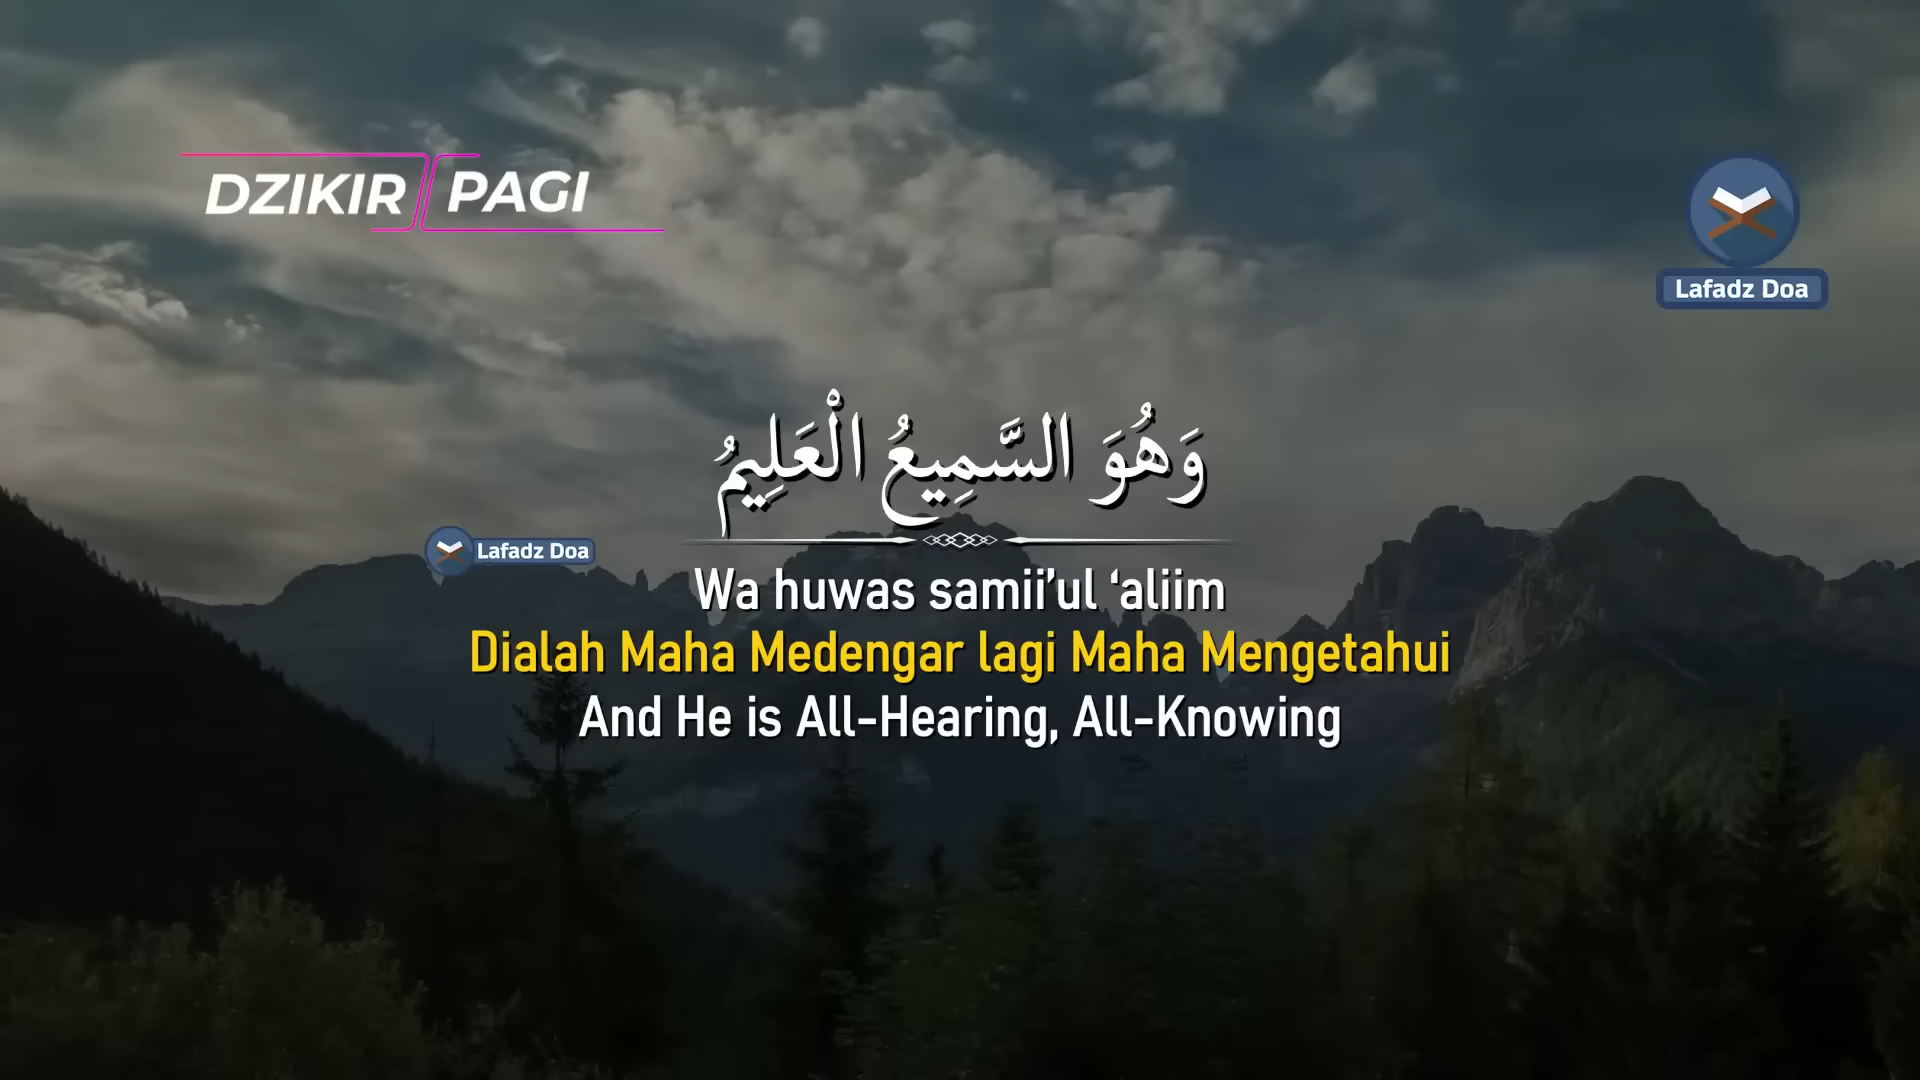 DZIKIR PAGI
Lafadz Doa
وَهُوَ السَّمِيعُ الْعَلِيمُ
Lafadz Doa
Wa huwas samii’ul ‘aliim
Dialah Maha Medengar lagi Maha Mengetahui
And He is All-Hearing, All-Knowing